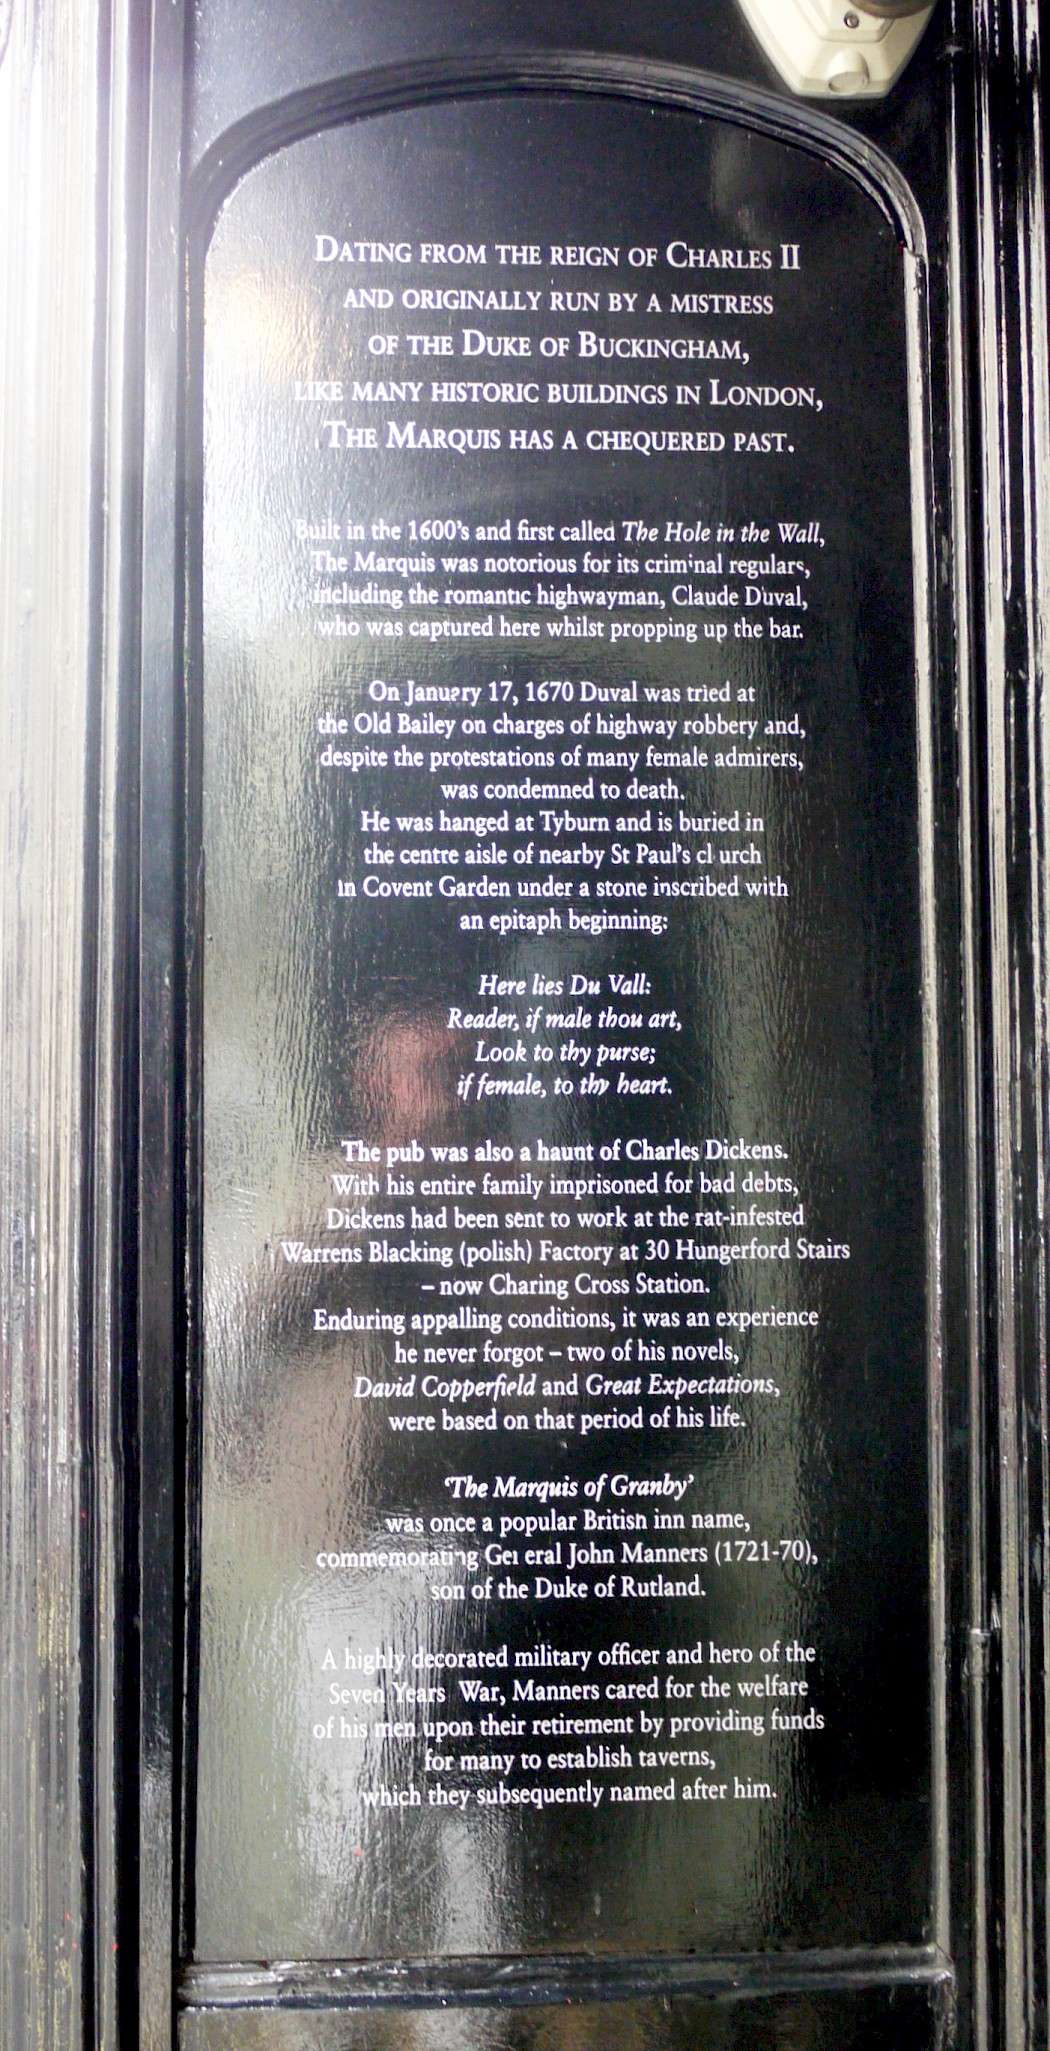 DATING FROM THE REIGN OF CHARLES II
AND ORIGINALLY RUN BY A MISTRESS
OF THE DUKE OF BUCKINGHAM,
LIKE MANY HISTORIC BUILDINGS IN LONDON,
THE MARQUIS HAS A CHEQUERED PAST.
Built in the 1600's and first called The Hole in the Wall,
The Marquis was notorious for its criminal regulars,
including the romantic highwayman, Claude Duval,
who was captured here whilst propping up the bar.
On January 17, 1670 Duval was tried at
the Old Bailey on charges of highway robbery and,
despite the protestations of many female admirers,
was condemned to death.
He was hanged at Tyburn and is buried in
the centre aisle of nearby St Paul's church
in Covent Garden under a stone inscribed with
an epitaph beginning:
Here lies Du Vall:
Reader, if male thou art,
Look to thy purse;
if female, to thy heart.
The pub was also a haunt of Charles Dickens.
With his entire family imprisoned for bad debts,
Dickens had been sent to work at the rat-infested
Warrens Blacking (polish) Factory at 30 Hungerford Stairs
– now Charing Cross Station.
Enduring appalling conditions, it was an experience
he never forgot – two of his novels,
David Copperfield and Great Expectations,
were based on that period of his life.
'The Marquis of Granby'
was once a popular British inn name,
commemorating General John Manners (1721-70),
son of the Duke of Rutland.
A highly decorated military officer and hero of the
Seven Years War, Manners cared for the welfare
of his men upon their retirement by providing funds
for many to establish taverns,
which they subsequently named after him.